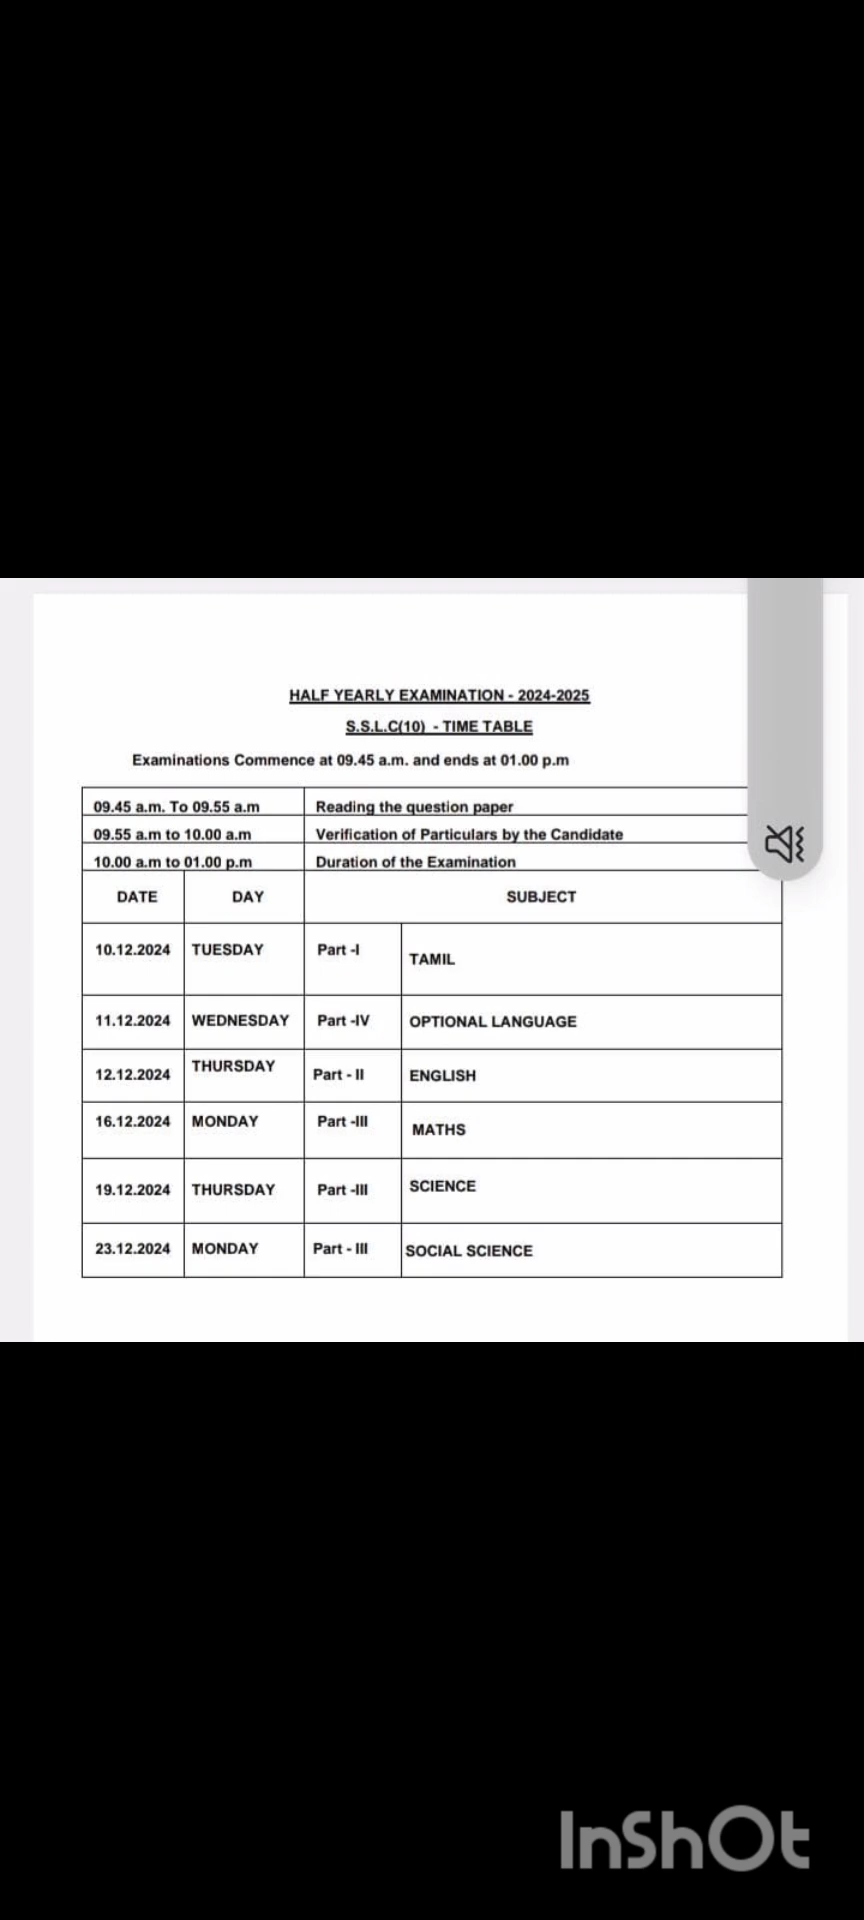 HALF YEARLY EXAMINATION - 2024-2025
S.S.L.C(10) - TIME TABLE
Examinations Commence at 09.45 a.m. and ends at 01.00 p.m
09.45 a.m. To 09.55 a.m Reading the question paper
09.55 a.m to 10.00 a.m Verification of Particulars by the Candidate
10.00 a.m to 01.00 p.m Duration of the Examination
DATE DAY SUBJECT
10.12.2024 TUESDAY Part -I TAMIL
11.12.2024 WEDNESDAY Part -IV OPTIONAL LANGUAGE
12.12.2024 THURSDAY Part - II ENGLISH
16.12.2024 MONDAY Part -III MATHS
19.12.2024 THURSDAY Part -III SCIENCE
23.12.2024 MONDAY Part - III SOCIAL SCIENCE
InShOt